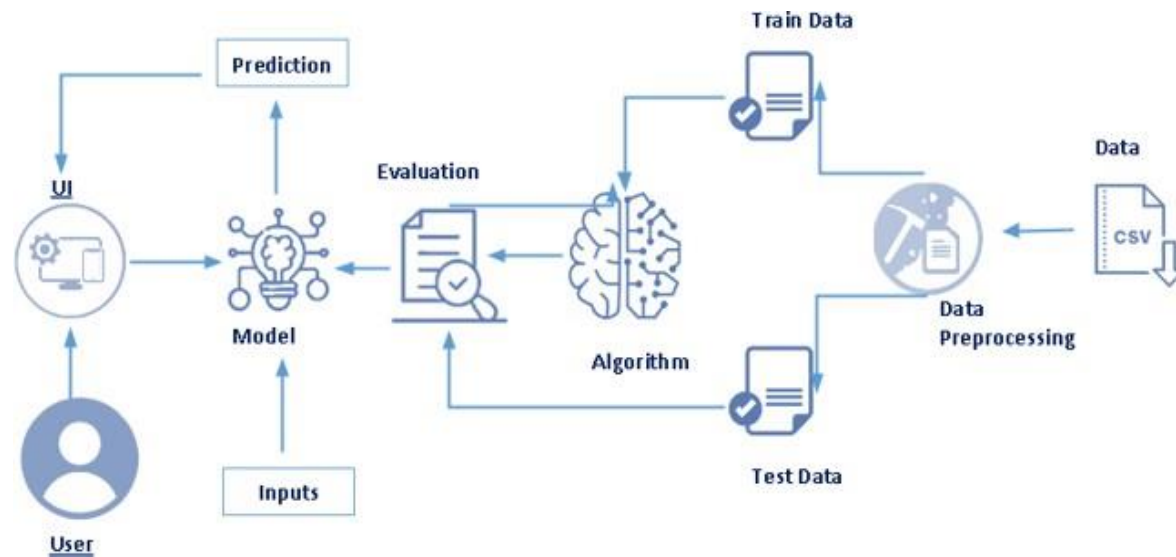 Train Data
Prediction
Data
Evaluation
UI
CSV
Model
Data
Preprocessing
Algorithm
Test Data
Inputs
User